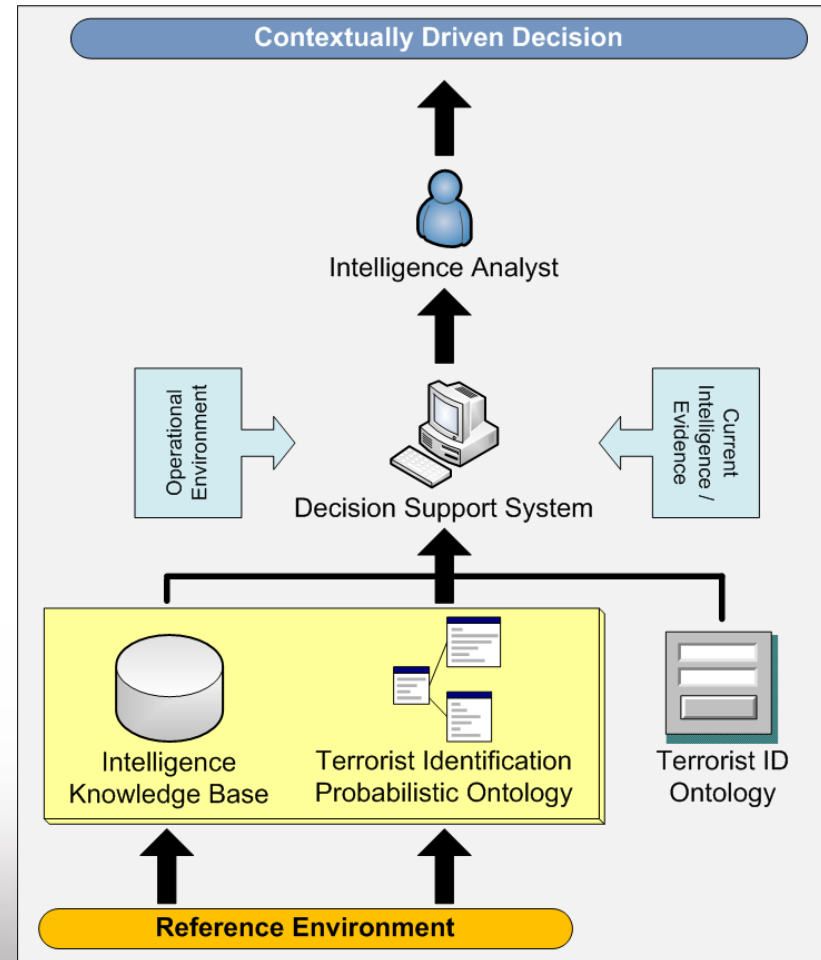 Contextually Driven Decision
Intelligence Analyst
Operational
Environment
Current
Intelligence /
Evidence
Decision Support System
Intelligence
Knowledge Base
Terrorist Identification
Probabilistic Ontology
Terrorist ID
Ontology
Reference Environment